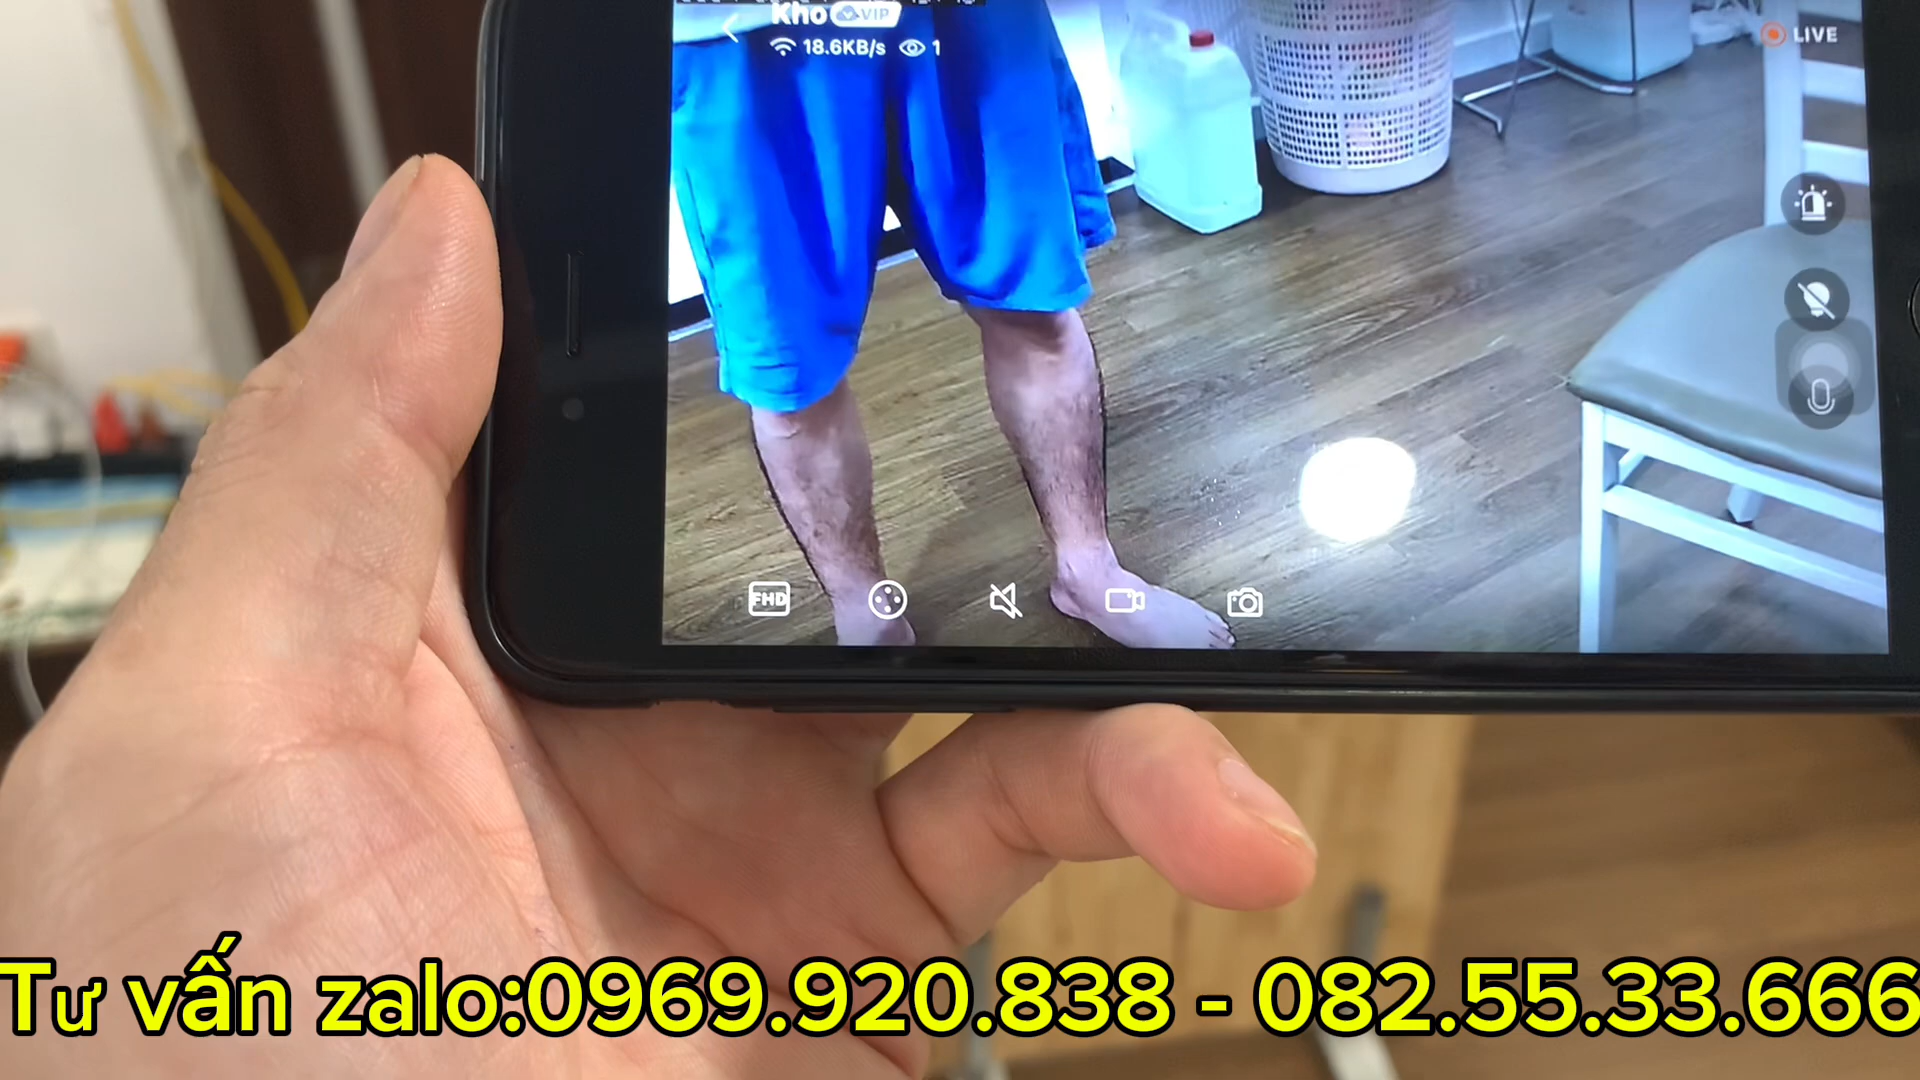 Kho VIP
18.6KB/s 1
LIVE
FHD
Tư vấn zalo:0969.920.838 - 082.55.33.666